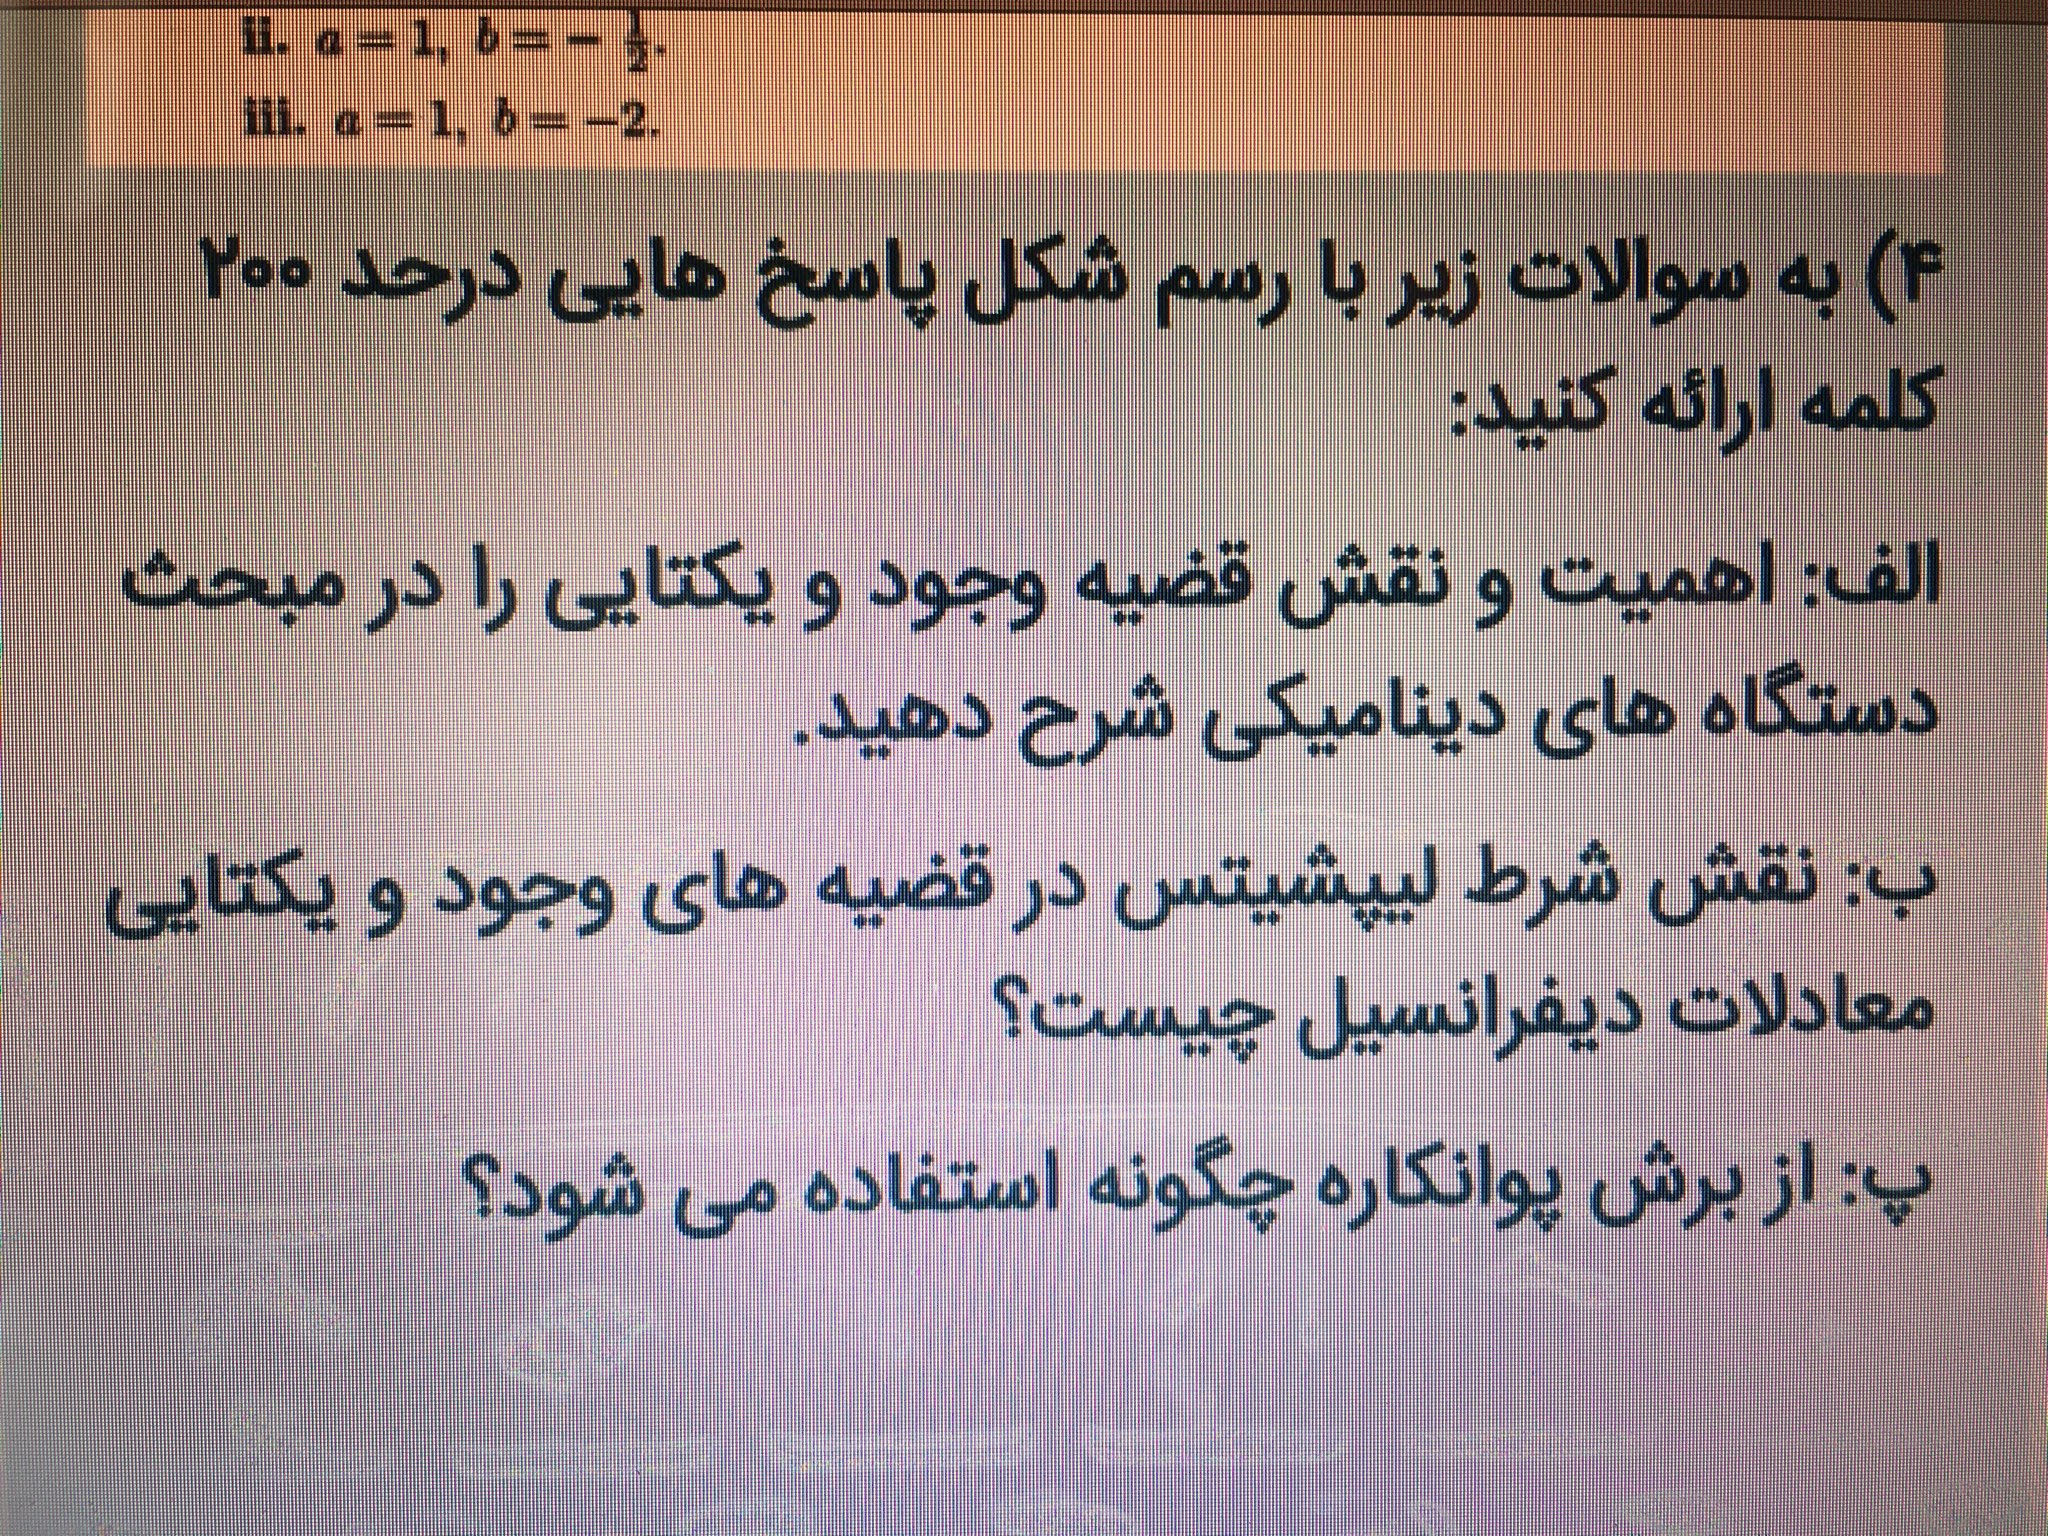 ii. a = 1, b = − 1/2.
iii. a = 1, b = −2.
۴) به سوالات زیر با رسم شکل پاسخ هایی درحد ۲۰۰
کلمه ارائه کنید:
الف: اهمیت و نقش قضیه وجود و یکتایی را در مبحث
دستگاه های دینامیکی شرح دهید.
ب: نقش شرط لیپشیتس در قضیه های وجود و یکتایی
معادلات دیفرانسیل چیست؟
پ: از برش پوانکاره چگونه استفاده می شود؟